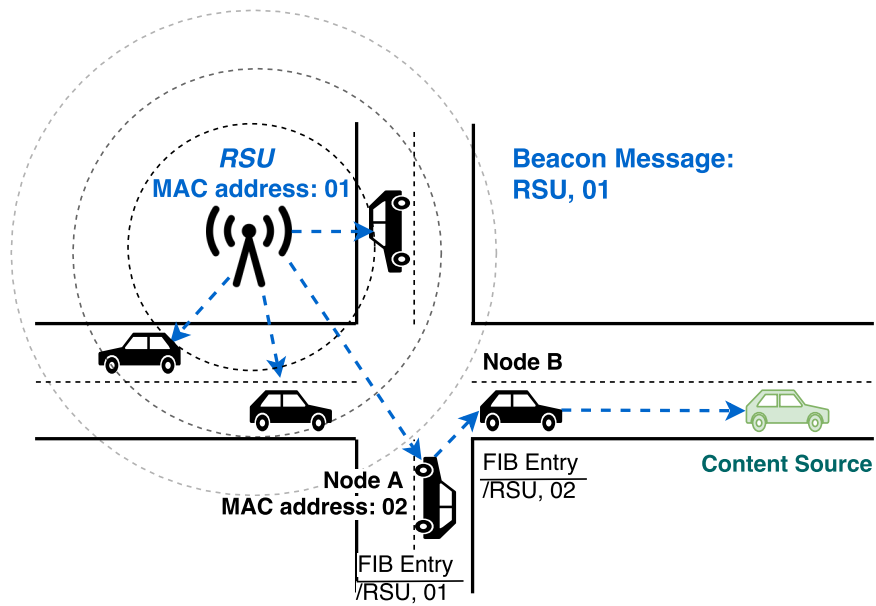 RSU
MAC address: 01
Beacon Message:
RSU, 01
Node B
Content Source
FIB Entry
/RSU, 02
Node A
MAC address: 02
FIB Entry
/RSU, 01